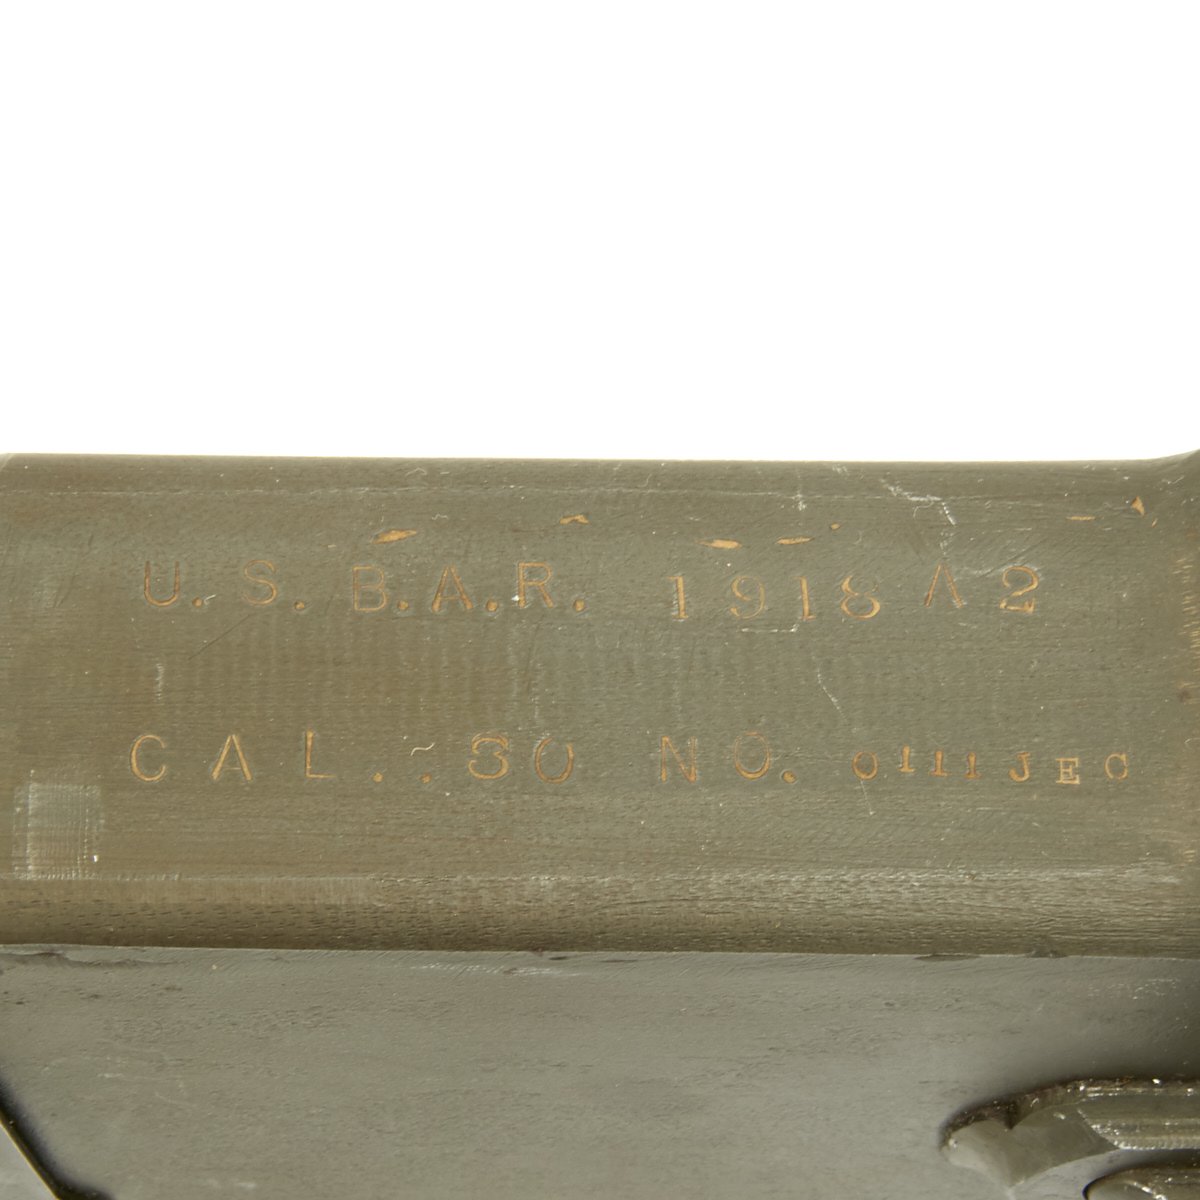 U.S. B.A.R. 1918 A2
CAL. .30 NO. 0111JEC